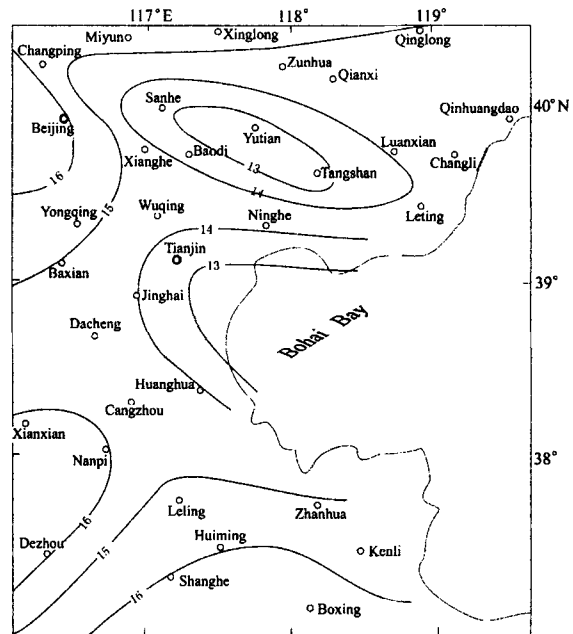 117°E 118° 119°
Miyun Xinglong Qinglong
Changping
Zunhua
Qianxi
Sanhe
Qinhuangdao 40°N
Beijing Yutian
Luanxian
Xianghe Baodi 13 Changli
16 14 Tangshan
15 Wuqing Leting
Yongqing Ninghe
14
Tianjin
Baxian 13
39°
Jinghai
Bohai Bay
Dacheng
Huanghua
Cangzhou
Xianxian
38°
Nanpi
Leling Zhanhua
16
Dezhou Huiming
15 Kenli
16 Shanghe
Boxing